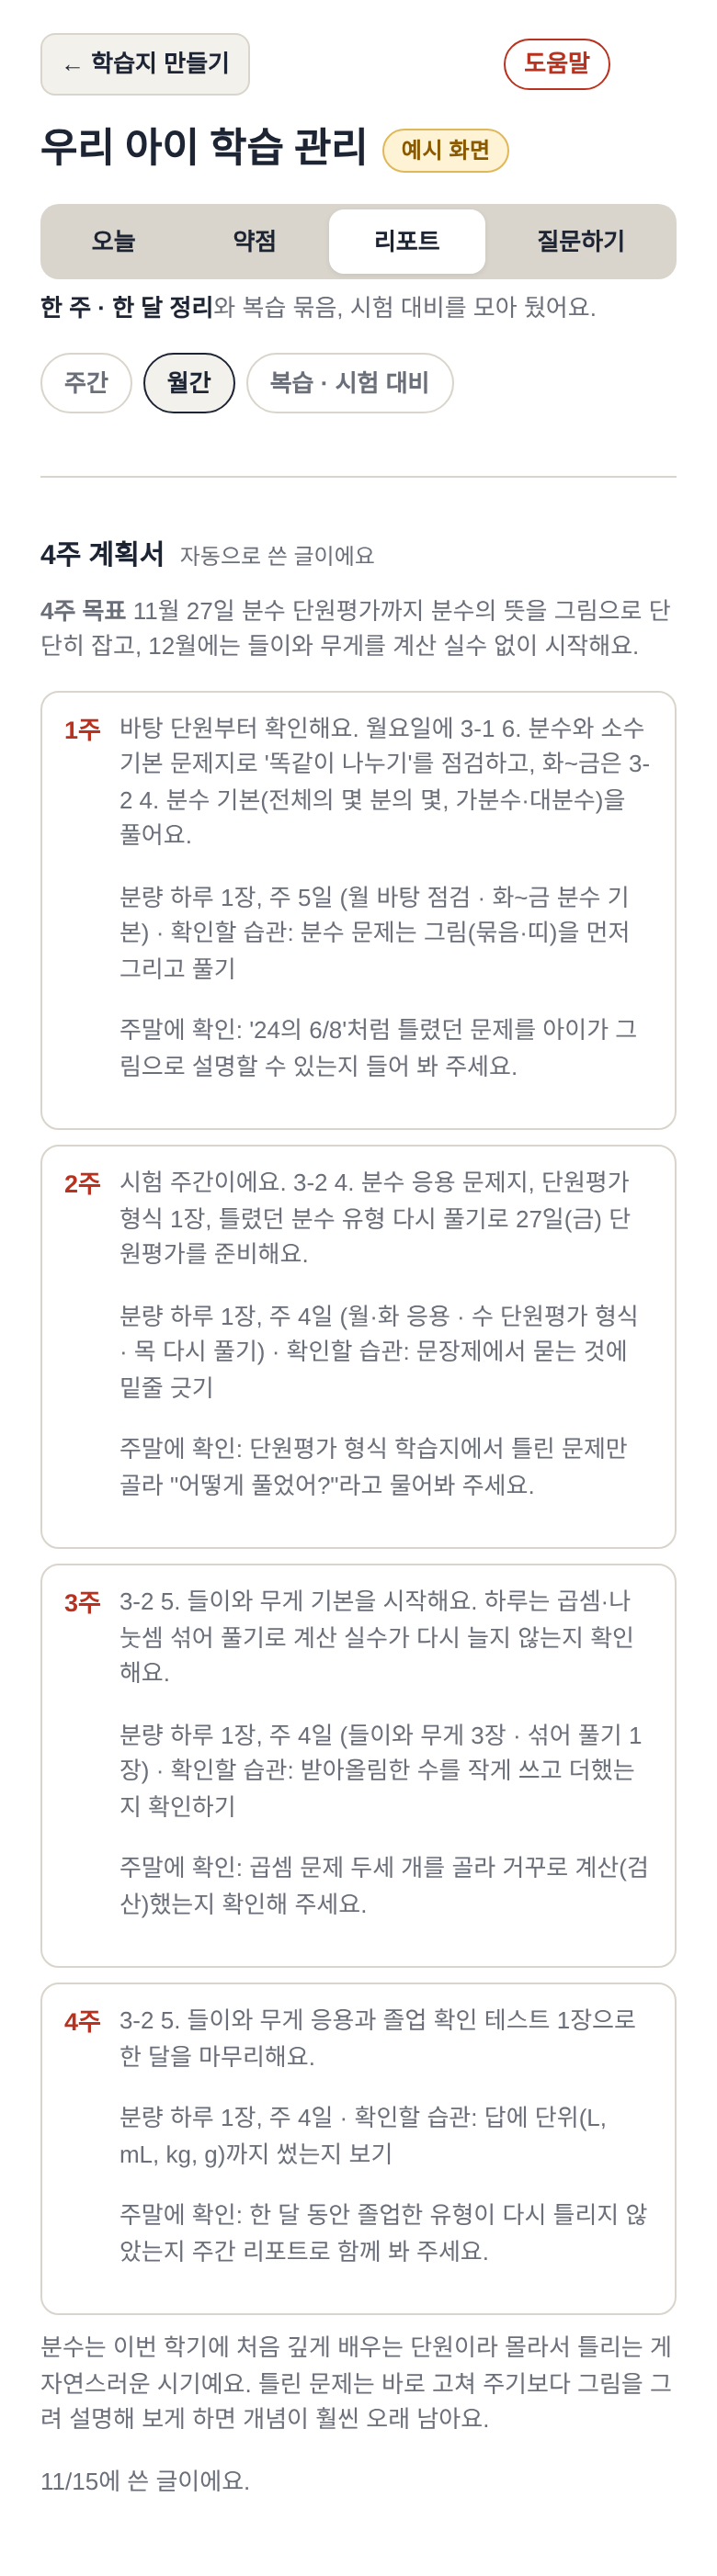 ← 학습지 만들기
도움말
우리 아이 학습 관리 예시 화면
오늘 약점 리포트 질문하기
한 주 · 한 달 정리와 복습 묶음, 시험 대비를 모아 뒀어요.
주간 월간 복습 · 시험 대비
4주 계획서 자동으로 쓴 글이에요
4주 목표 11월 27일 분수 단원평가까지 분수의 뜻을 그림으로 단
단히 잡고, 12월에는 들이와 무게를 계산 실수 없이 시작해요.
1주 바탕 단원부터 확인해요. 월요일에 3-1 6. 분수와 소수
기본 문제지로 '똑같이 나누기'를 점검하고, 화~금은 3-
2 4. 분수 기본(전체의 몇 분의 몇, 가분수·대분수)을
풀어요.
분량 하루 1장, 주 5일 (월 바탕 점검 · 화~금 분수 기
본) · 확인할 습관: 분수 문제는 그림(묶음·띠)을 먼저
그리고 풀기
주말에 확인: '24의 6/8'처럼 틀렸던 문제를 아이가 그
림으로 설명할 수 있는지 들어 봐 주세요.
2주 시험 주간이에요. 3-2 4. 분수 응용 문제지, 단원평가
형식 1장, 틀렸던 분수 유형 다시 풀기로 27일(금) 단
원평가를 준비해요.
분량 하루 1장, 주 4일 (월·화 응용 · 수 단원평가 형식
· 목 다시 풀기) · 확인할 습관: 문장제에서 묻는 것에
밑줄 긋기
주말에 확인: 단원평가 형식 학습지에서 틀린 문제만
골라 "어떻게 풀었어?"라고 물어봐 주세요.
3주 3-2 5. 들이와 무게 기본을 시작해요. 하루는 곱셈·나
눗셈 섞어 풀기로 계산 실수가 다시 늘지 않는지 확인
해요.
분량 하루 1장, 주 4일 (들이와 무게 3장 · 섞어 풀기 1
장) · 확인할 습관: 받아올림한 수를 작게 쓰고 더했는
지 확인하기
주말에 확인: 곱셈 문제 두세 개를 골라 거꾸로 계산(검
산)했는지 확인해 주세요.
4주 3-2 5. 들이와 무게 응용과 졸업 확인 테스트 1장으로
한 달을 마무리해요.
분량 하루 1장, 주 4일 · 확인할 습관: 답에 단위(L,
mL, kg, g)까지 썼는지 보기
주말에 확인: 한 달 동안 졸업한 유형이 다시 틀리지 않
았는지 주간 리포트로 함께 봐 주세요.
분수는 이번 학기에 처음 깊게 배우는 단원이라 몰라서 틀리는 게
자연스러운 시기예요. 틀린 문제는 바로 고쳐 주기보다 그림을 그
려 설명해 보게 하면 개념이 훨씬 오래 남아요.
11/15에 쓴 글이에요.